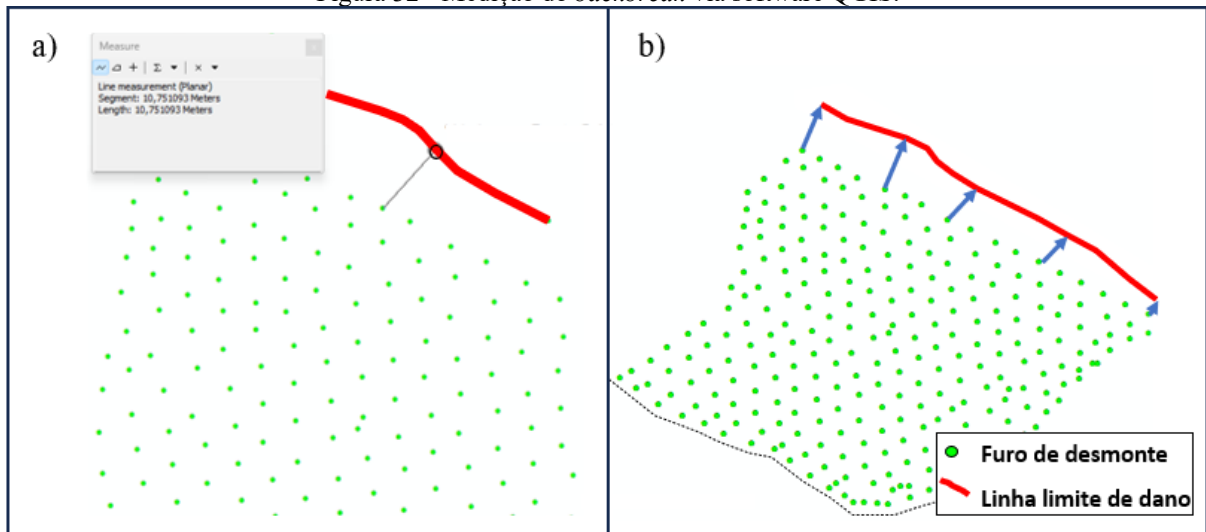 a)
Measure
Line measurement (Planar)
Segment: 10,751093 Meters
Length: 10,751093 Meters
b)
Furo de desmonte
Linha limite de dano